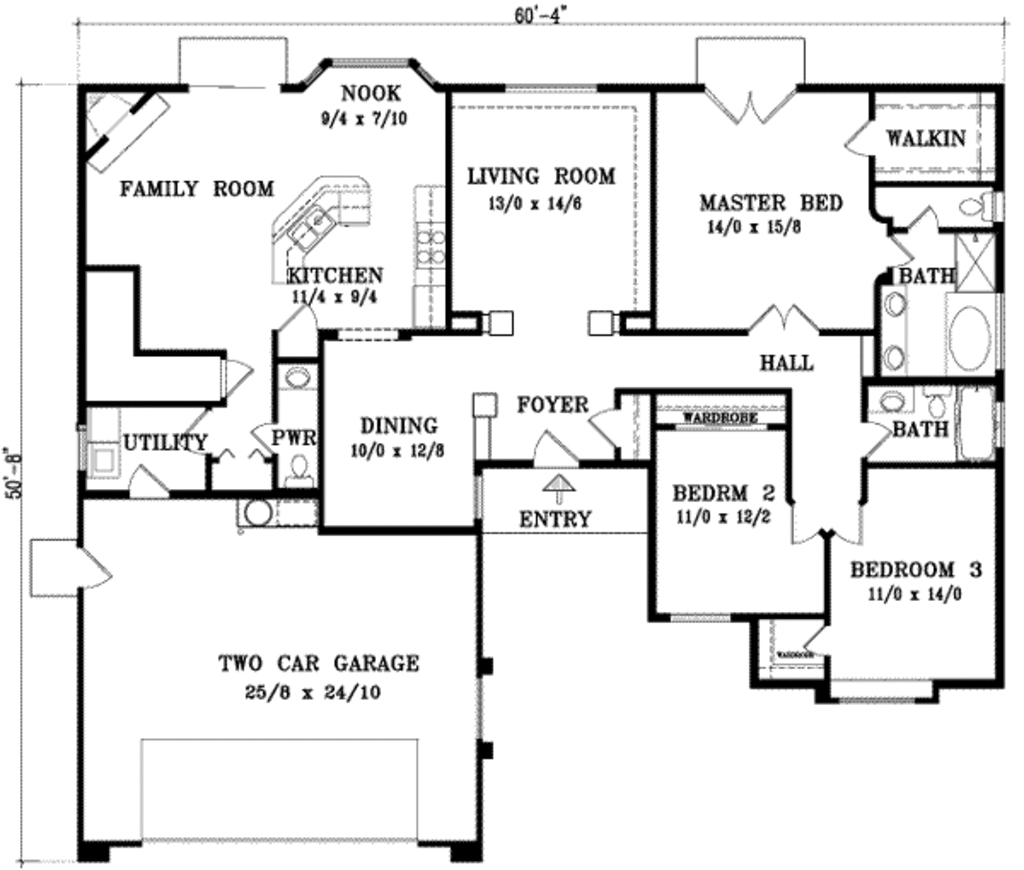 60'-4"
NOOK
9/4 x 7/10
LIVING ROOM
13/0 x 14/6
WALKIN
FAMILY ROOM
MASTER BED
14/0 x 15/8
KITCHEN
11/4 x 9/4
BATH
HALL
DINING
10/0 x 12/8
FOYER
WARDROBE
BATH
UTILITY
PWR
50'-8"
BEDRM 2
11/0 x 12/2
ENTRY
BEDROOM 3
11/0 x 14/0
WARDROBE
TWO CAR GARAGE
25/8 x 24/10